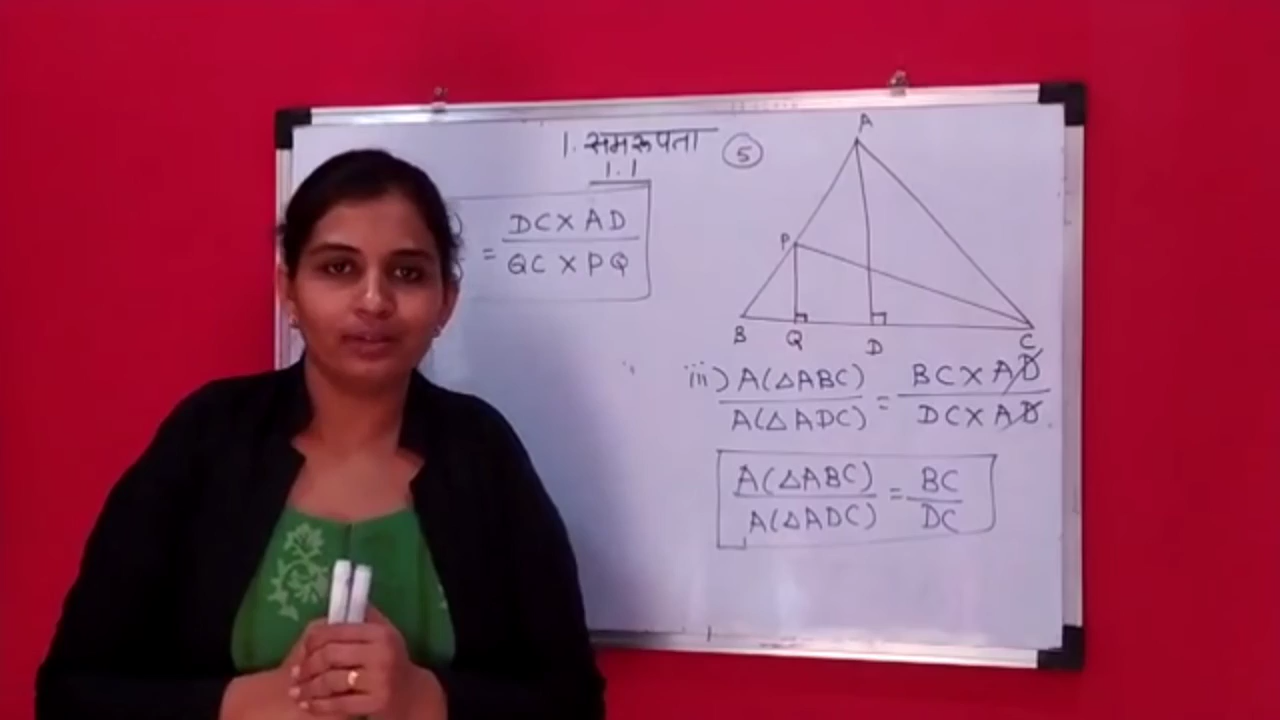 1. समरूपता
1.1
5
= DC X AD
QC X PQ
A
P
B Q D C
iii) A(△ABC) = BC X AD
A(△ADC) DC X AD
A(△ABC) = BC
A(△ADC) DC